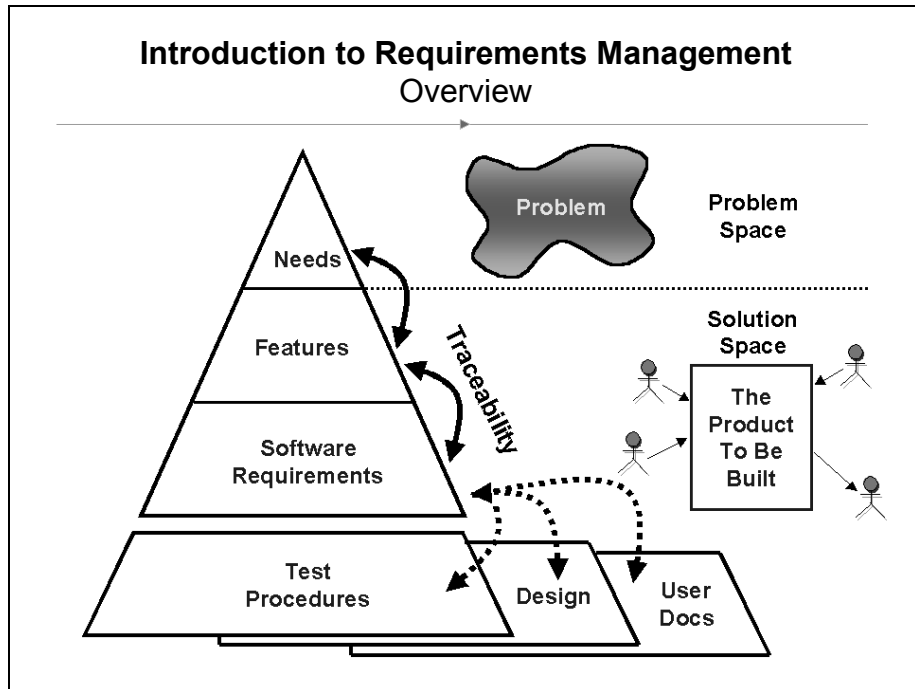 Introduction to Requirements Management
Overview
Problem
Problem
Space
Needs
Solution
Space
Features
Traceability
The
Product
To Be
Built
Software
Requirements
Test
Procedures
Design
User
Docs